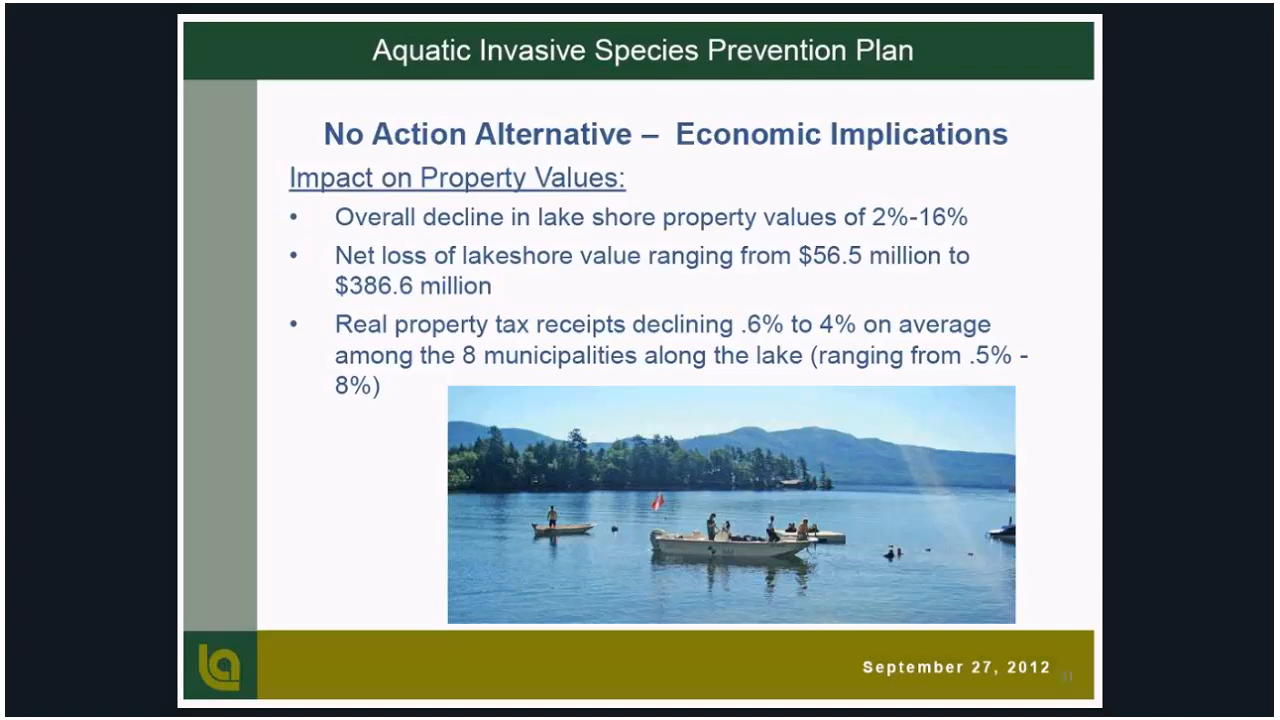 Aquatic Invasive Species Prevention Plan
No Action Alternative – Economic Implications
Impact on Property Values:
• Overall decline in lake shore property values of 2%-16%
• Net loss of lakeshore value ranging from $56.5 million to
$386.6 million
• Real property tax receipts declining .6% to 4% on average
among the 8 municipalities along the lake (ranging from .5% -
8%)
September 27, 2012